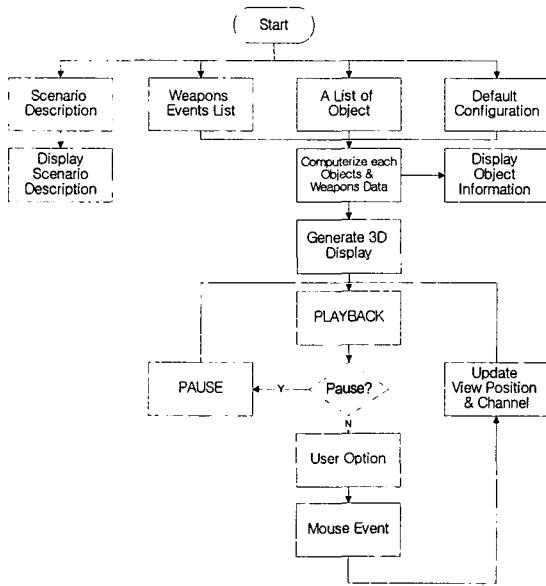 Start
Scenario
Description
Weapons
Events List
A List of
Object
Default
Configuration
Display
Scenario
Description
Computerize each
Objects &
Weapons Data
Display
Object
Information
Generate 3D
Display
PLAYBACK
PAUSE
Y
Pause?
Update
View Position
& Channel
N
User Option
Mouse Event